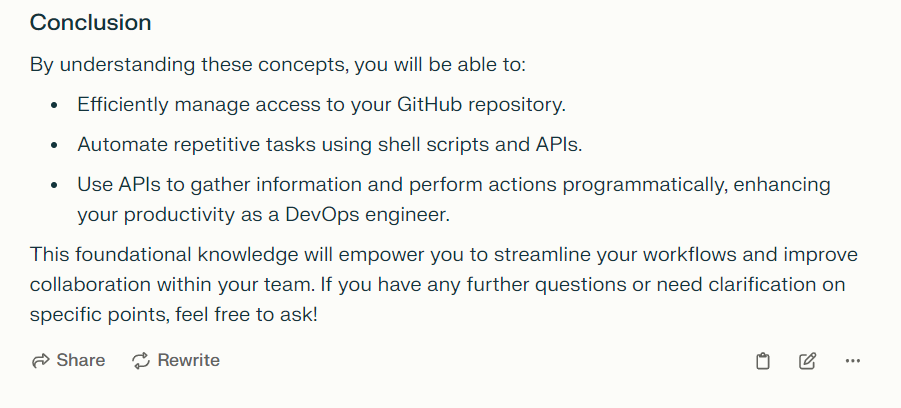 Conclusion
By understanding these concepts, you will be able to:
• Efficiently manage access to your GitHub repository.
• Automate repetitive tasks using shell scripts and APIs.
• Use APIs to gather information and perform actions programmatically, enhancing
your productivity as a DevOps engineer.
This foundational knowledge will empower you to streamline your workflows and improve
collaboration within your team. If you have any further questions or need clarification on
specific points, feel free to ask!
Share Rewrite